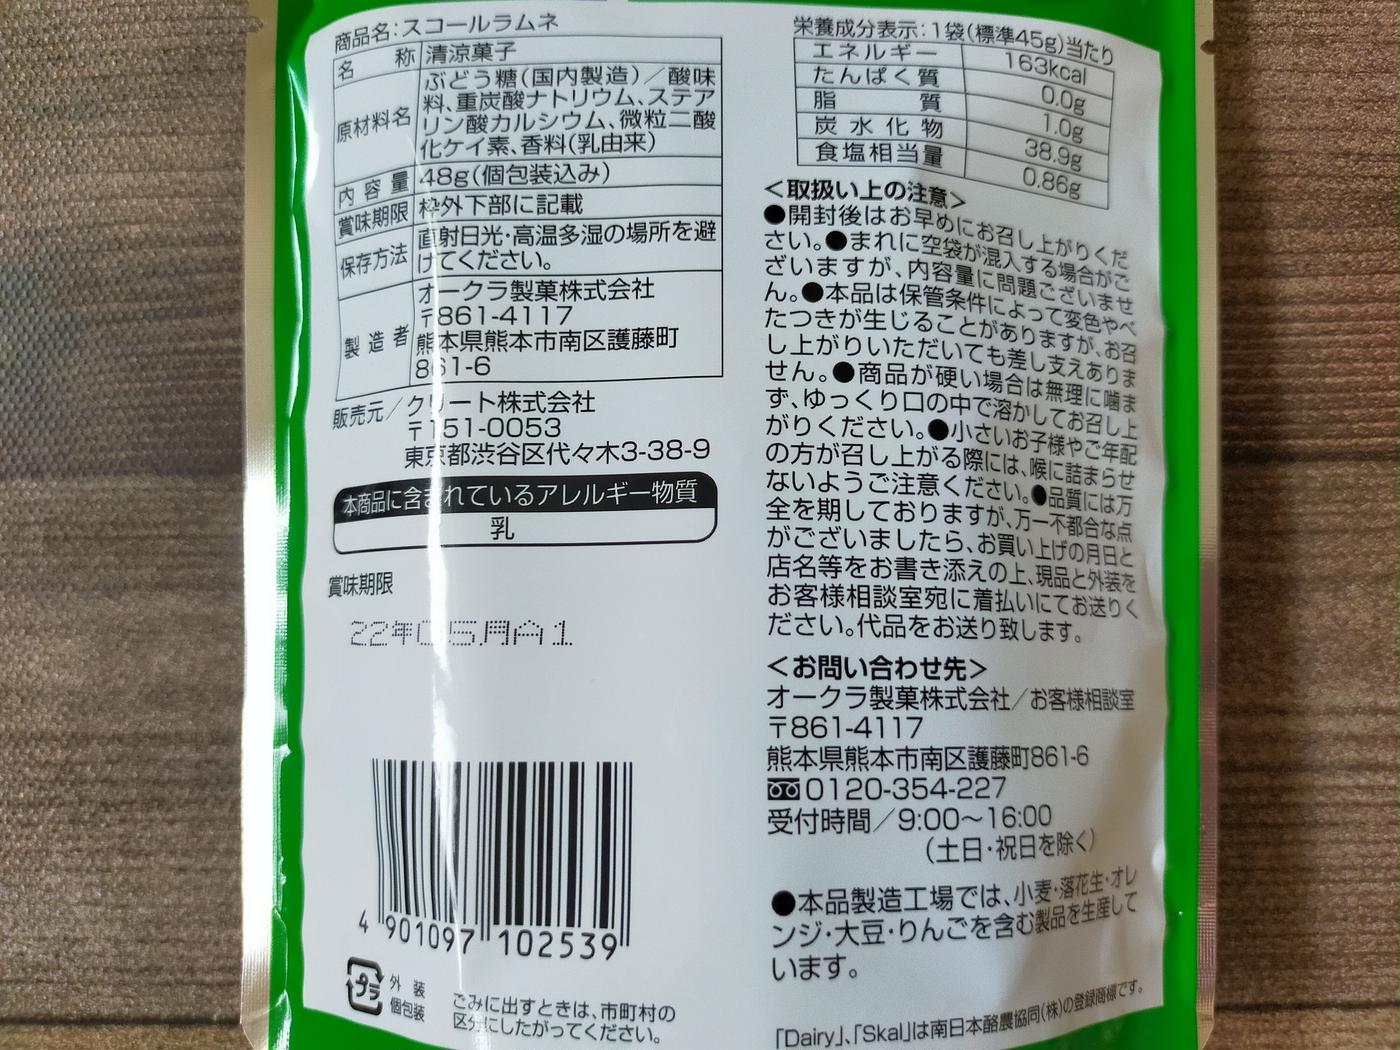 商品名：スコールラムネ
名　称 清涼菓子
原材料名 ぶどう糖（国内製造）／酸味
料、重炭酸ナトリウム、ステア
リン酸カルシウム、微粒二酸
化ケイ素、香料（乳由来）
内容量 48g（個包装込み）
賞味期限 枠外下部に記載
保存方法 直射日光・高温多湿の場所を避
けてください。
製造者 オークラ製菓株式会社
〒861-4117
熊本県熊本市南区護藤町
861-6
販売元／クリート株式会社
〒151-0053
東京都渋谷区代々木3-38-9
本商品に含まれているアレルギー物質
乳
賞味期限
22年05月A1
4 901097 102539
プラ
外装
個包装
ごみに出すときは、市町村の
区分にしたがってください。
栄養成分表示：1袋（標準45g）当たり
エネルギー 163kcal
たんぱく質 0.0g
脂質 1.0g
炭水化物 38.9g
食塩相当量 0.86g
＜取扱い上の注意＞
●開封後はお早めにお召し上がりくだ
さい。●まれに空袋が混入する場合がご
ざいますが、内容量に問題ございませ
ん。●本品は保管条件によって変色やべ
たつきが生じることがありますが、お召
し上がりいただいても差し支えありま
せん。●商品が硬い場合は無理に噛ま
ず、ゆっくり口の中で溶かしてお召し上
がりください。●小さいお子様やご年配
の方が召し上がる際には、喉に詰まらせ
ないようご注意ください。●品質には万
全を期しておりますが、万一不都合な点
がございましたら、お買い上げの月日と
店名等をお書き添えの上、現品と外装を
お客様相談室宛に着払いにてお送りく
ださい。代品をお送り致します。
＜お問い合わせ先＞
オークラ製菓株式会社／お客様相談室
〒861-4117
熊本県熊本市南区護藤町861-6
0120-354-227
受付時間／9:00～16:00
（土日・祝日を除く）
●本品製造工場では、小麦・落花生・オレ
ンジ・大豆・りんごを含む製品を生産して
います。
「Dairy」、「Skal」は南日本酪農協同（株）の登録商標です。